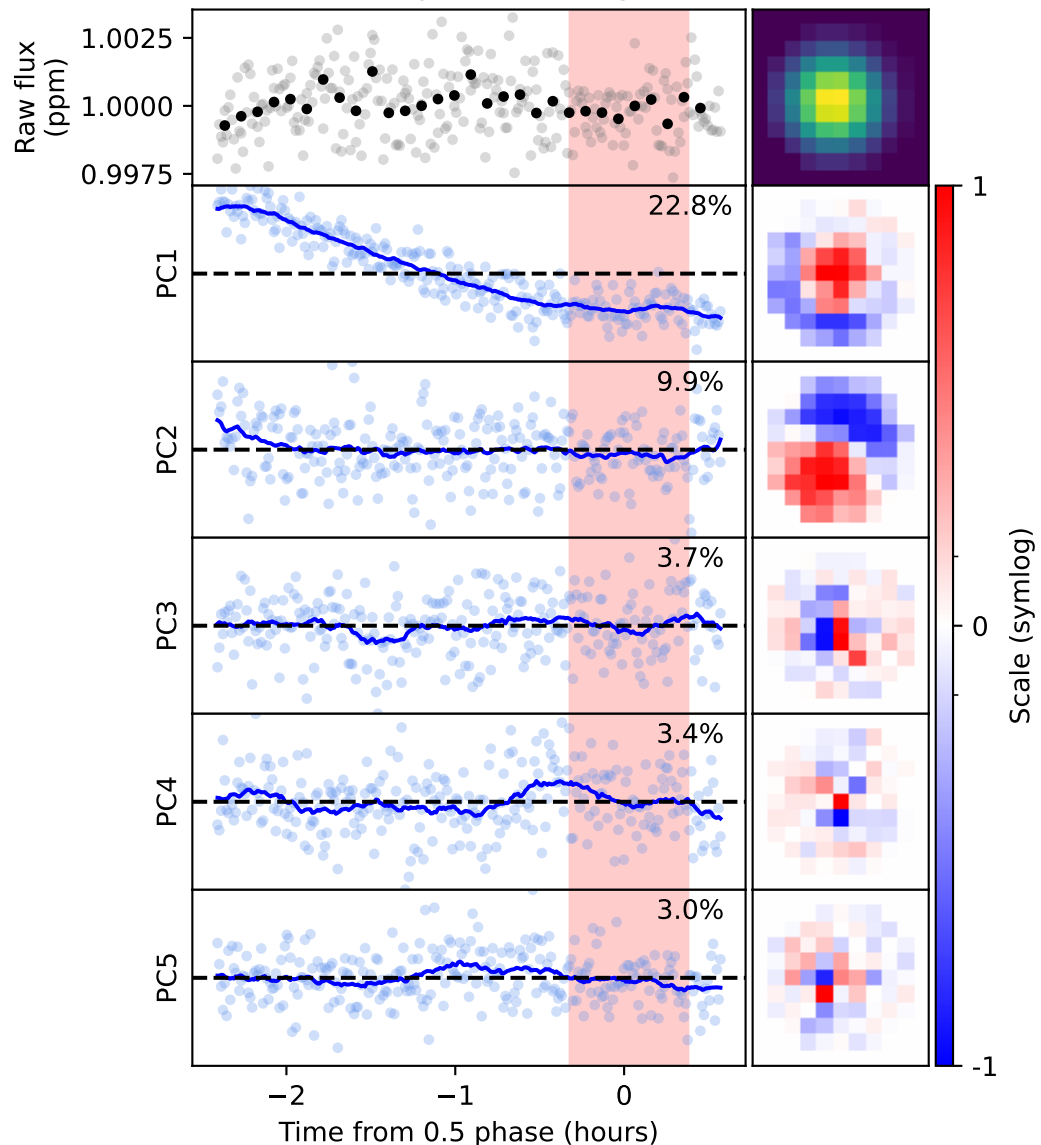 Raw flux
(ppm)
1.0025
1.0000
0.9975
PC1
22.8%
PC2
9.9%
PC3
3.7%
PC4
3.4%
PC5
3.0%
−2
−1
0
Time from 0.5 phase (hours)
1
0
-1
Scale (symlog)